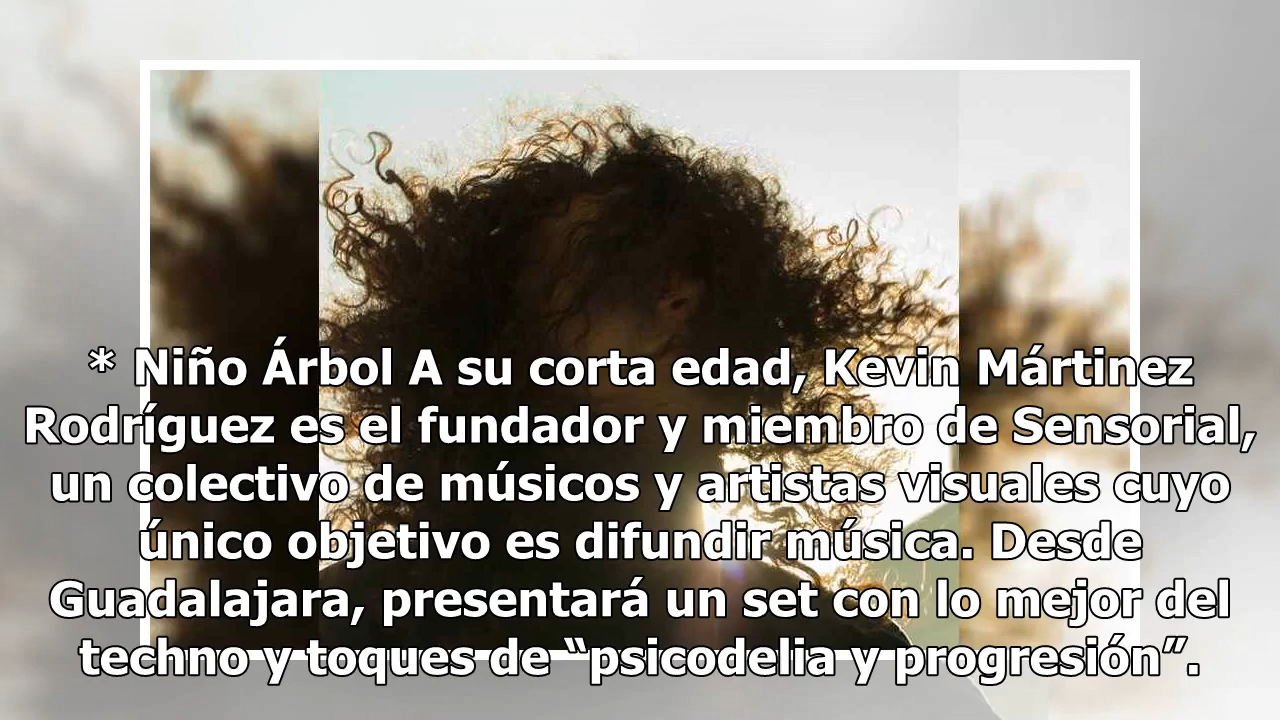 * Niño Árbol A su corta edad, Kevin Mártinez
Rodríguez es el fundador y miembro de Sensorial,
un colectivo de músicos y artistas visuales cuyo
único objetivo es difundir música. Desde
Guadalajara, presentará un set con lo mejor del
techno y toques de “psicodelia y progresión”.